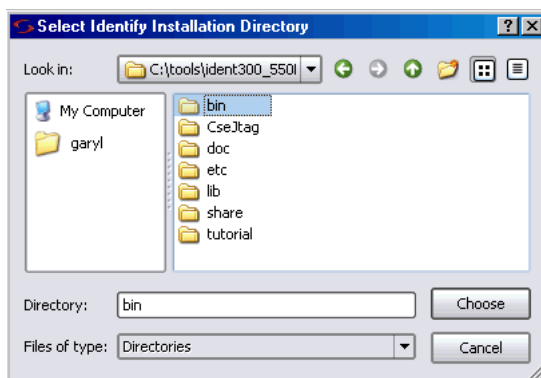 Select Identify Installation Directory
Look in: C:\tools\ident300_550I
My Computer
garyl
bin
CseJtag
doc
etc
lib
share
tutorial
Directory: bin Choose
Files of type: Directories Cancel